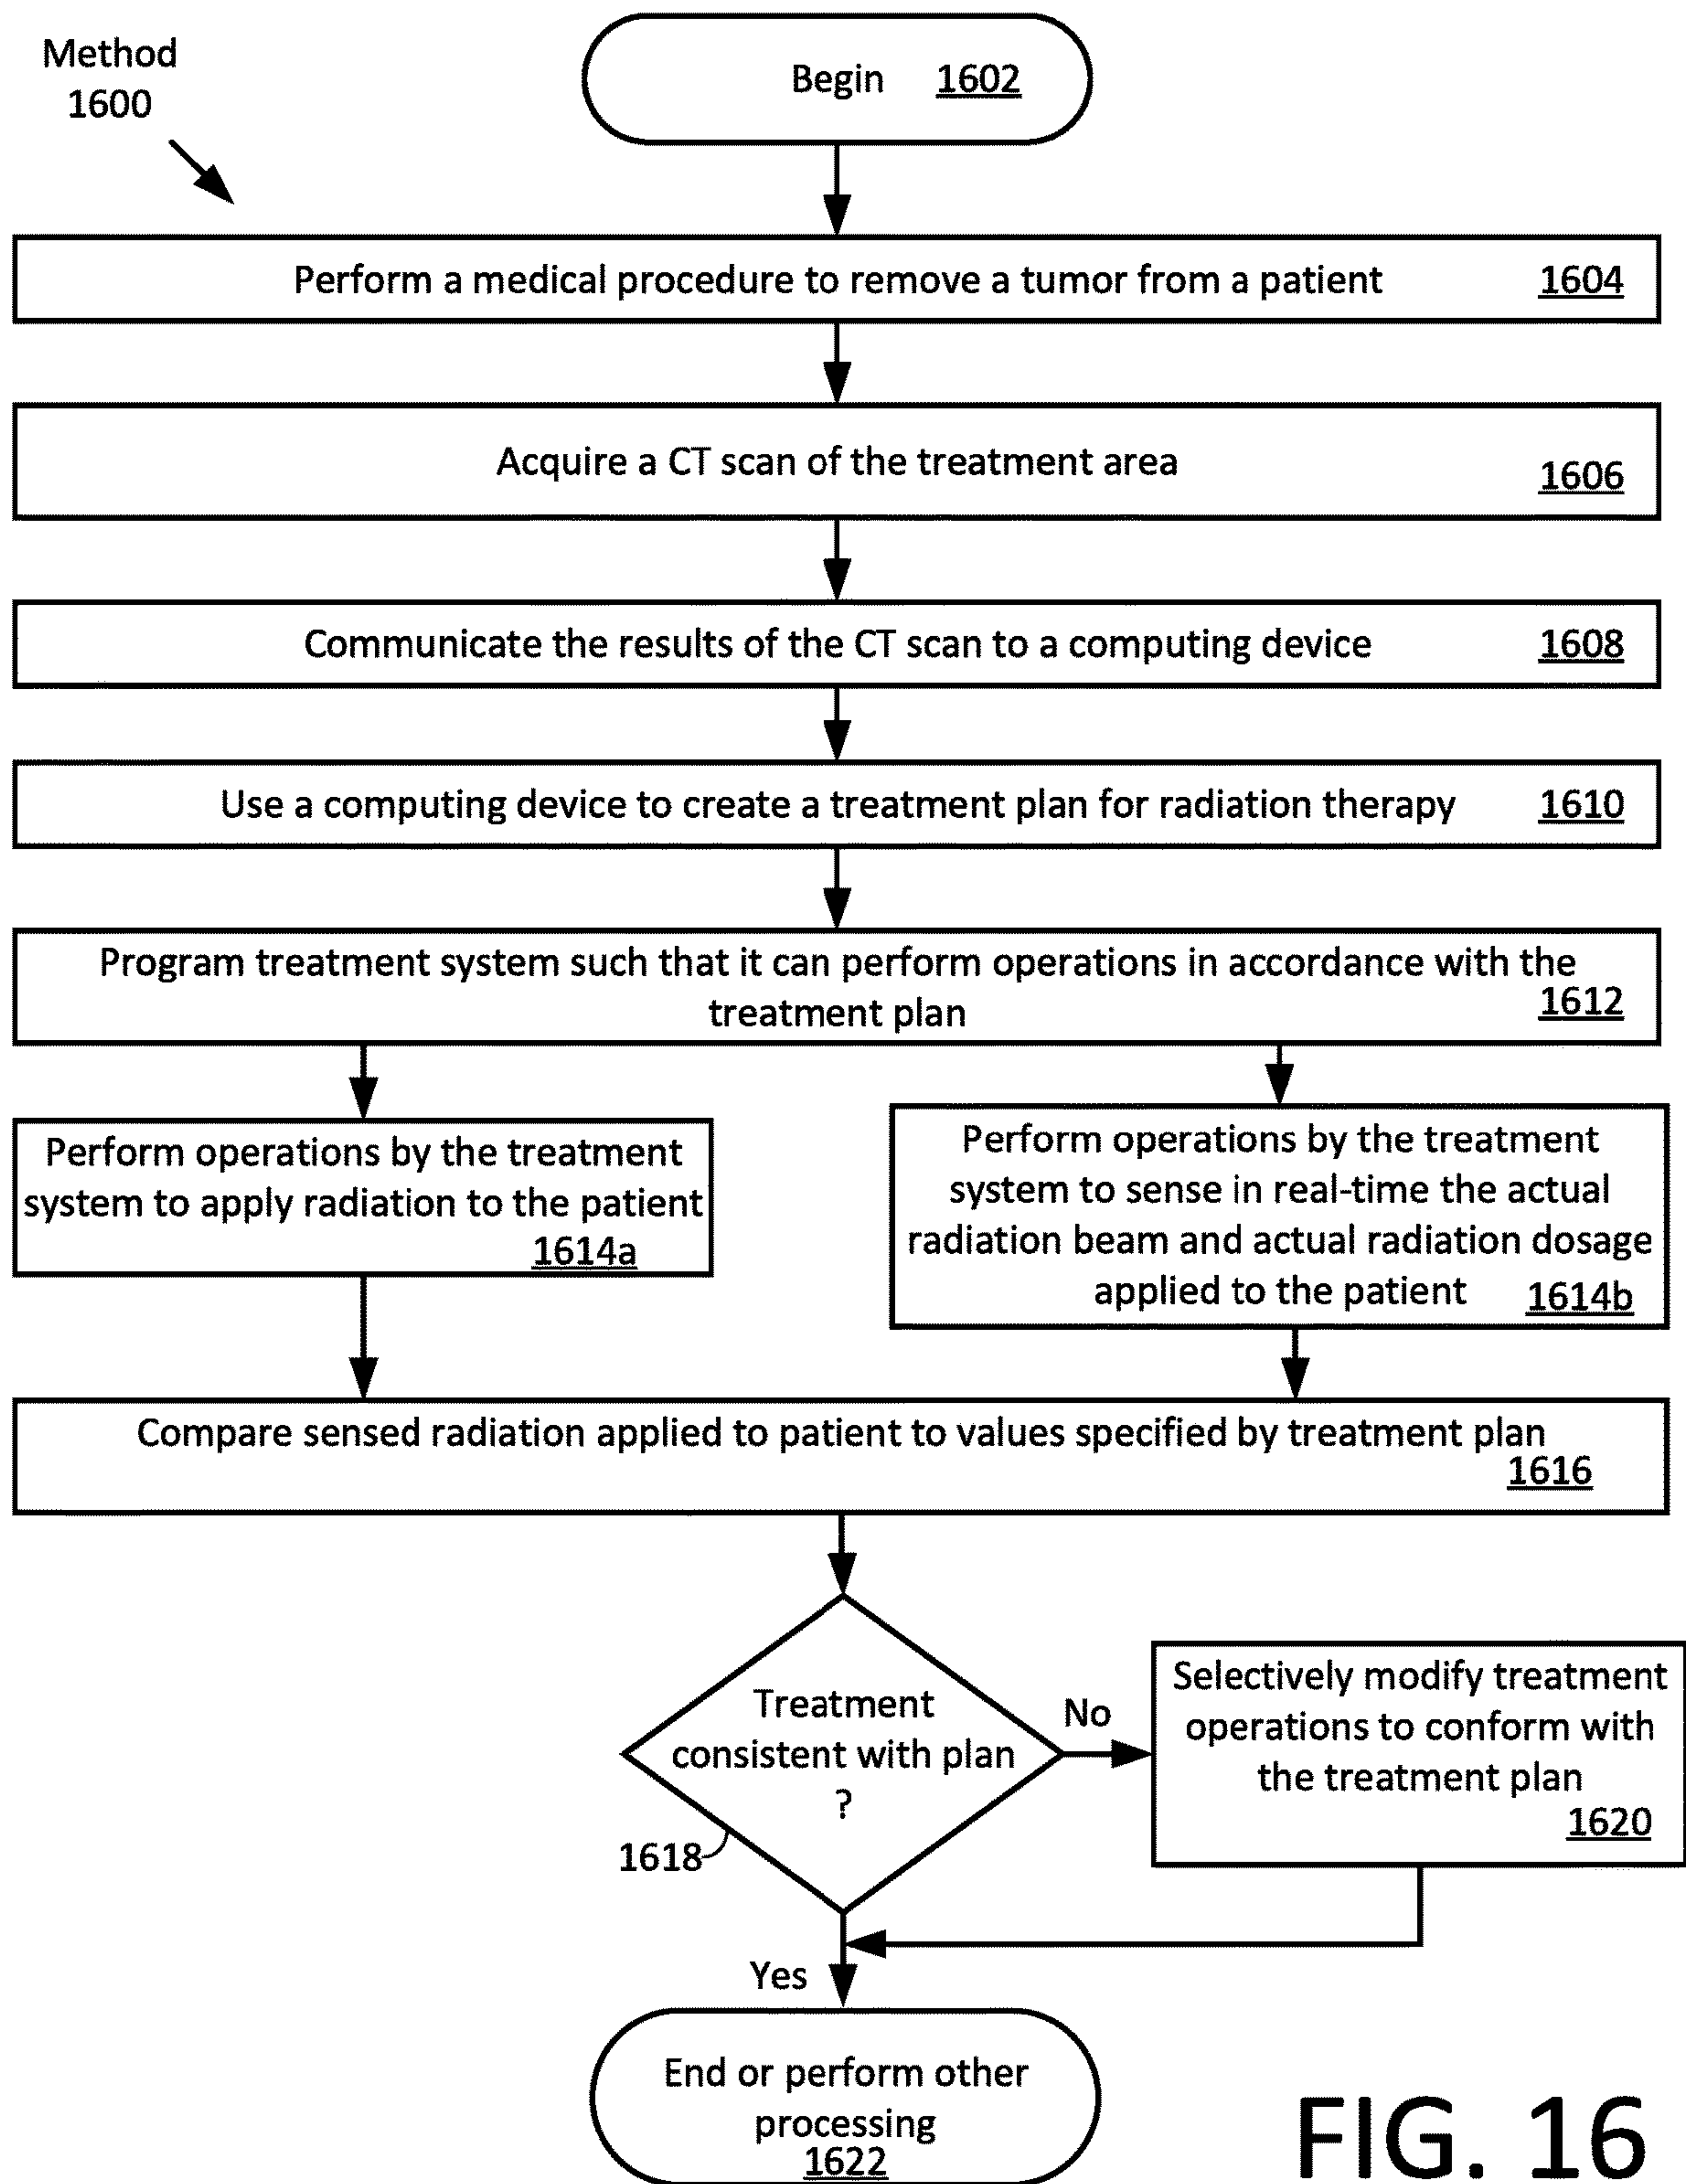 Method
1600
Begin 1602
Perform a medical procedure to remove a tumor from a patient 1604
Acquire a CT scan of the treatment area
1606
Communicate the results of the CT scan to a computing device 1608
Use a computing device to create a treatment plan for radiation therapy 1610
Program treatment system such that it can perform operations in accordance with the
treatment plan 1612
Perform operations by the treatment
system to apply radiation to the patient
1614a
Perform operations by the treatment
system to sense in real-time the actual
radiation beam and actual radiation dosage
applied to the patient 1614b
Compare sensed radiation applied to patient to values specified by treatment plan
1616
Treatment
consistent with plan
?
1618
No
Selectively modify treatment
operations to conform with
the treatment plan
1620
Yes
End or perform other
processing
1622
FIG. 16